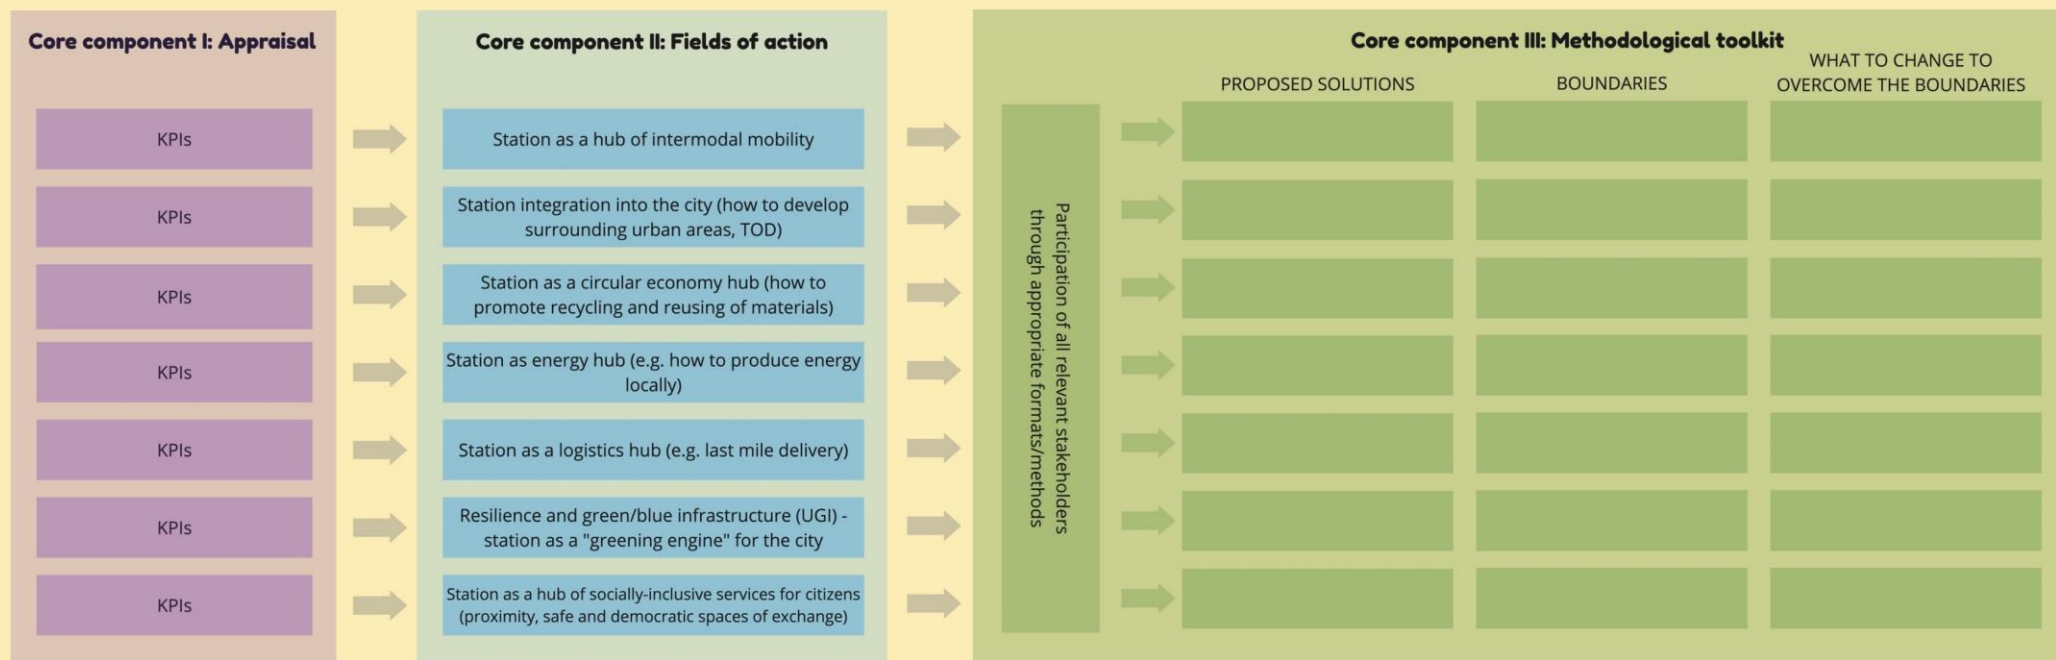 Core component I: Appraisal
KPIs
KPIs
KPIs
KPIs
KPIs
KPIs
KPIs
Core component II: Fields of action
Station as a hub of intermodal mobility
Station integration into the city (how to develop
surrounding urban areas, TOD)
Station as a circular economy hub (how to
promote recycling and reusing of materials)
Station as energy hub (e.g. how to produce energy
locally)
Station as a logistics hub (e.g. last mile delivery)
Resilience and green/blue infrastructure (UGI) -
station as a "greening engine" for the city
Station as a hub of socially-inclusive services for citizens
(proximity, safe and democratic spaces of exchange)
Core component III: Methodological toolkit
Participation of all relevant stakeholders
through appropriate formats/methods
PROPOSED SOLUTIONS
BOUNDARIES
WHAT TO CHANGE TO
OVERCOME THE BOUNDARIES